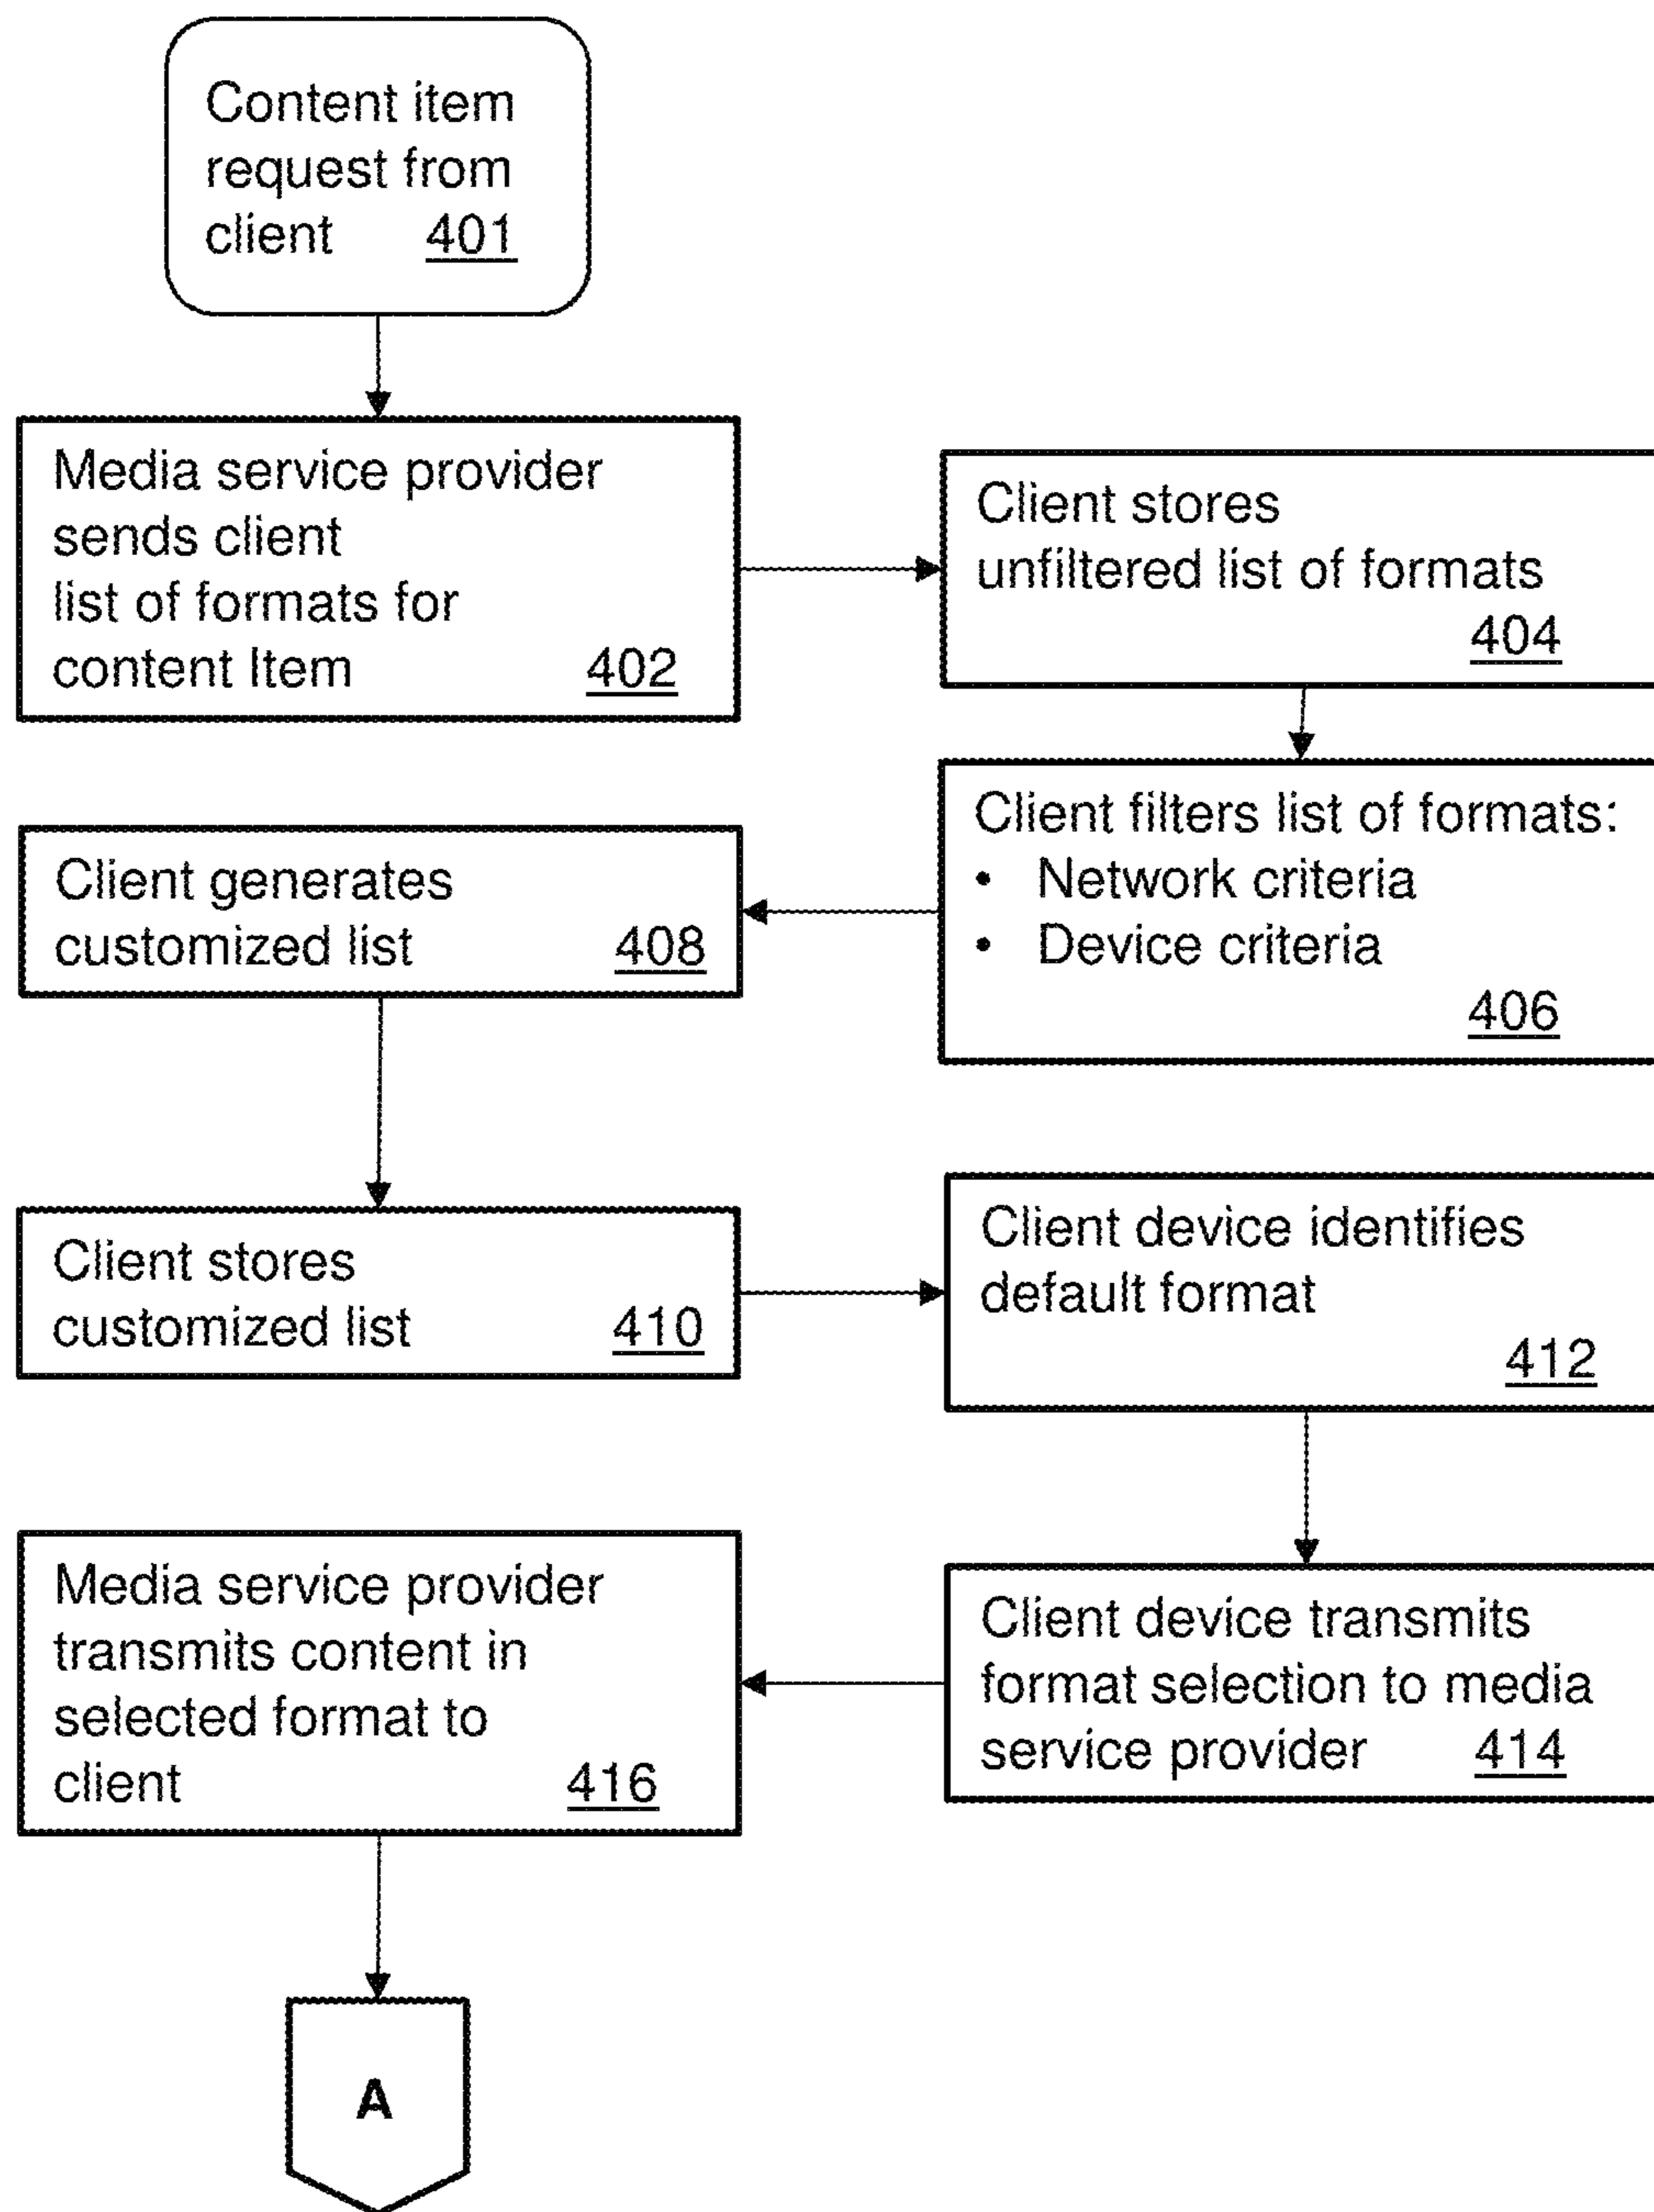 Content item
request from
client 401
Media service provider
sends client
list of formats for
content Item 402
Client stores
unfiltered list of formats
404
Client filters list of formats:
• Network criteria
• Device criteria
406
Client generates
customized list 408
Client stores
customized list 410
Client device identifies
default format
412
Client device transmits
format selection to media
service provider 414
Media service provider
transmits content in
selected format to
client 416
A